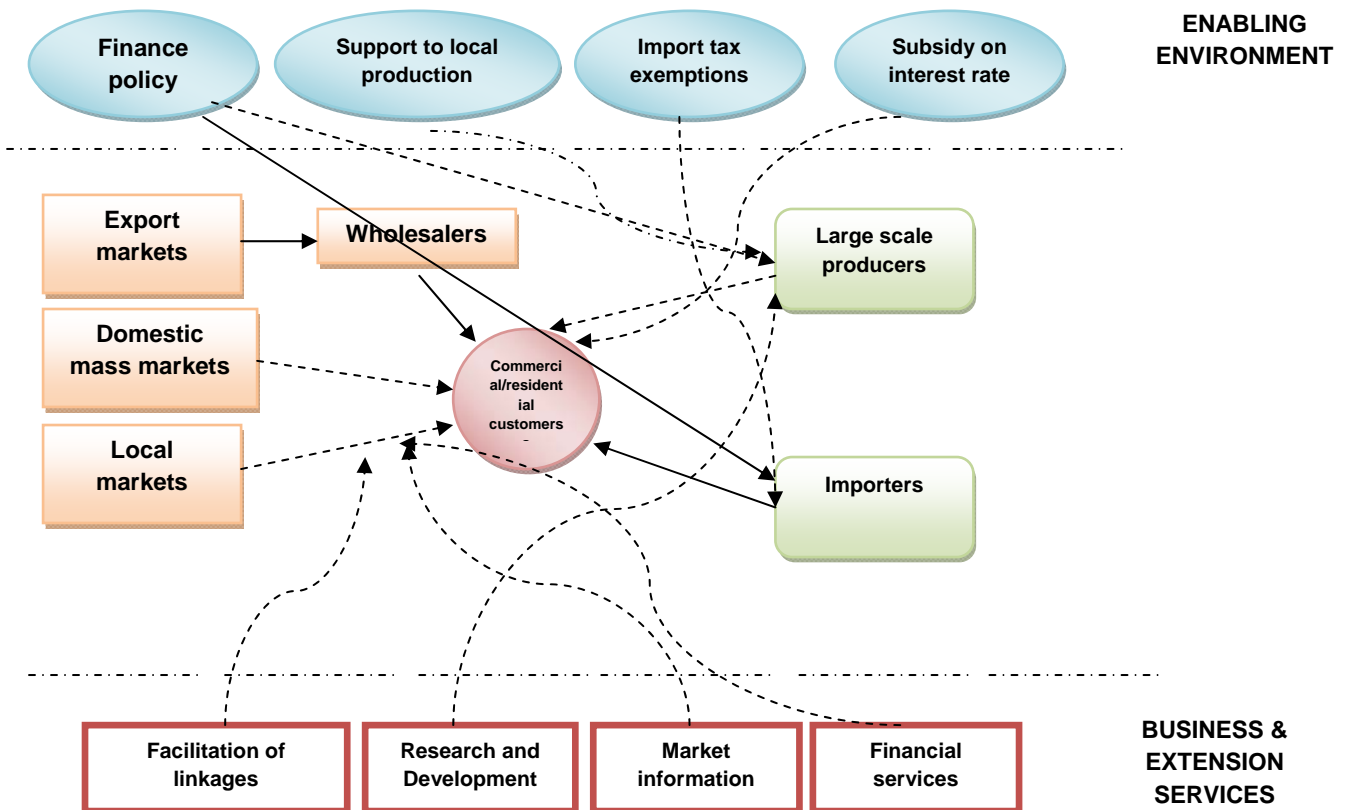 Finance
policy
Support to local
production
Import tax
exemptions
Subsidy on
interest rate
ENABLING
ENVIRONMENT
Export
markets
Wholesalers
Large scale
producers
Domestic
mass markets
Commerci
al/resident
ial
customers
Local
markets
Importers
Facilitation of
linkages
Research and
Development
Market
information
Financial
services
BUSINESS &
EXTENSION
SERVICES